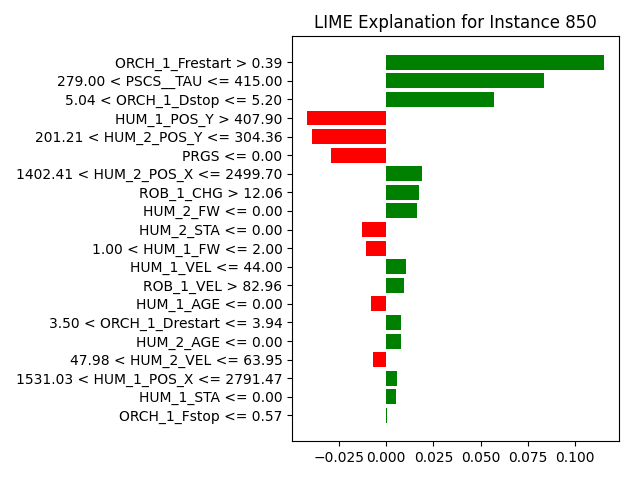 LIME Explanation for Instance 850
ORCH_1_Frestart > 0.39
279.00 < PSCS__TAU <= 415.00
5.04 < ORCH_1_Dstop <= 5.20
HUM_1_POS_Y > 407.90
201.21 < HUM_2_POS_Y <= 304.36
PRGS <= 0.00
1402.41 < HUM_2_POS_X <= 2499.70
ROB_1_CHG > 12.06
HUM_2_FW <= 0.00
HUM_2_STA <= 0.00
1.00 < HUM_1_FW <= 2.00
HUM_1_VEL <= 44.00
ROB_1_VEL > 82.96
HUM_1_AGE <= 0.00
3.50 < ORCH_1_Drestart <= 3.94
HUM_2_AGE <= 0.00
47.98 < HUM_2_VEL <= 63.95
1531.03 < HUM_1_POS_X <= 2791.47
HUM_1_STA <= 0.00
ORCH_1_Fstop <= 0.57
−0.025 0.000 0.025 0.050 0.075 0.100